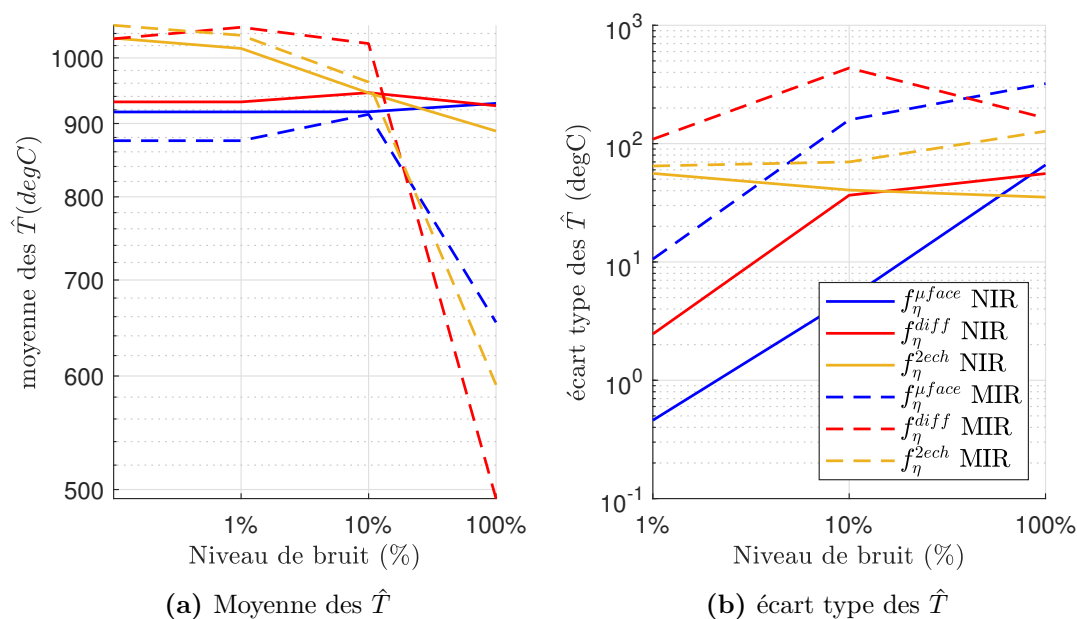 1000
900
800
700
600
500
moyenne des T̂(degC)
1%
10%
100%
Niveau de bruit (%)
(a) Moyenne des T̂
10^3
10^2
10^1
10^0
10^-1
écart type des T̂ (degC)
f_η^{μface} NIR
f_η^{diff} NIR
f_η^{2ech} NIR
f_η^{μface} MIR
f_η^{diff} MIR
f_η^{2ech} MIR
1%
10%
100%
Niveau de bruit (%)
(b) écart type des T̂